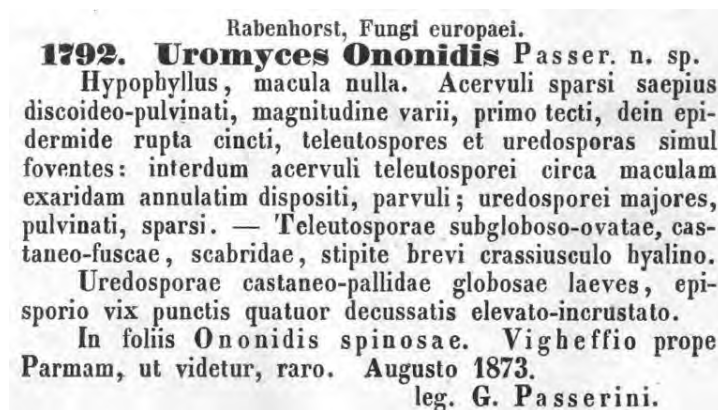 Rabenhorst, Fungi europaei.
1792. Uromyces Ononidis Passer. n. sp.
Hypophyllus, macula nulla. Acervuli sparsi saepius
discoideo-pulvinati, magnitudine varii, primo tecti, dein epi-
dermide rupta cincti, teleutospores et uredosporas simul
foventes: interdum acervuli teleutosporei circa maculam
exaridam annulatim dispositi, parvuli; uredosporei majores,
pulvinati, sparsi. — Teleutosporae subgloboso-ovatae, cas-
taneo-fuscae, scabridae, stipite brevi crassiusculo hyalino.
Uredosporae castaneo-pallidae globosae laeves, epi-
sporio vix punctis quatuor decussatis elevato-incrustato.
In foliis Ononidis spinosae. Vigheffio prope
Parmam, ut videtur, raro. Augusto 1873.
leg. G. Passerini.